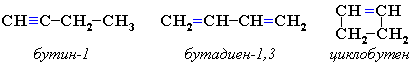 CH≡C–CH₂–CH₃
CH₂=CH–CH=CH₂
CH=CH
CH₂–CH₂
бутин-1
бутадиен-1,3
циклобутен